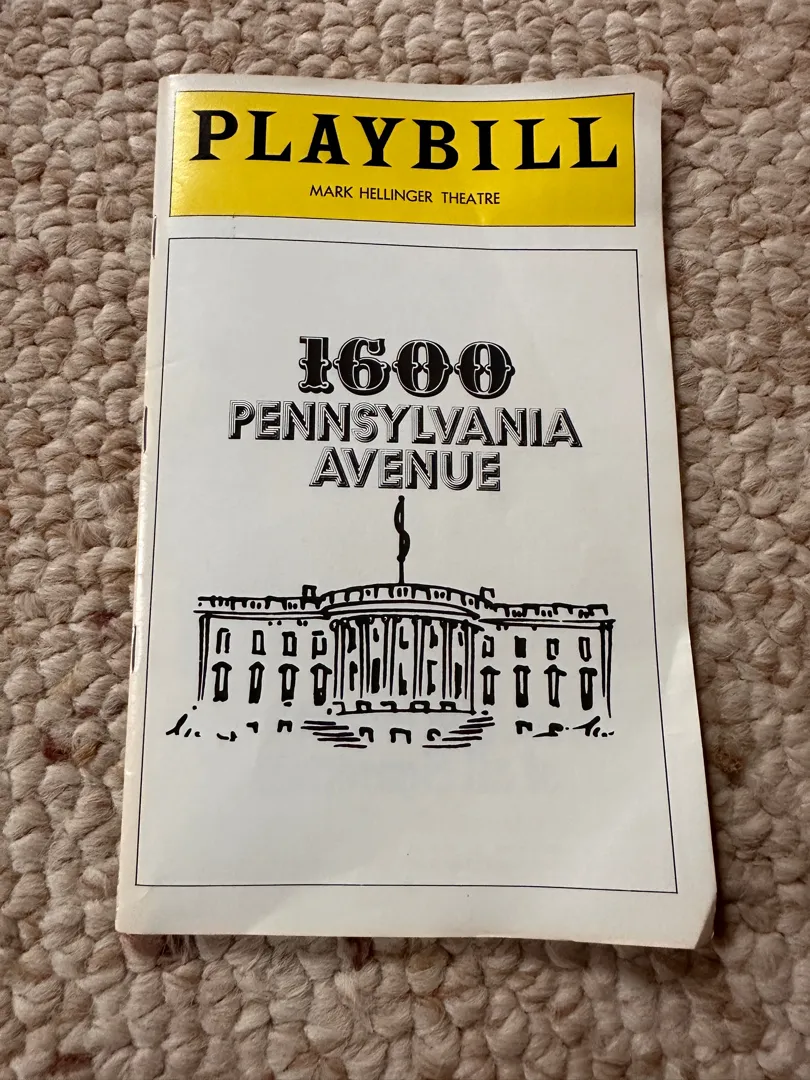 PLAYBILL
MARK HELLINGER THEATRE
1600
PENNSYLVANIA
AVENUE